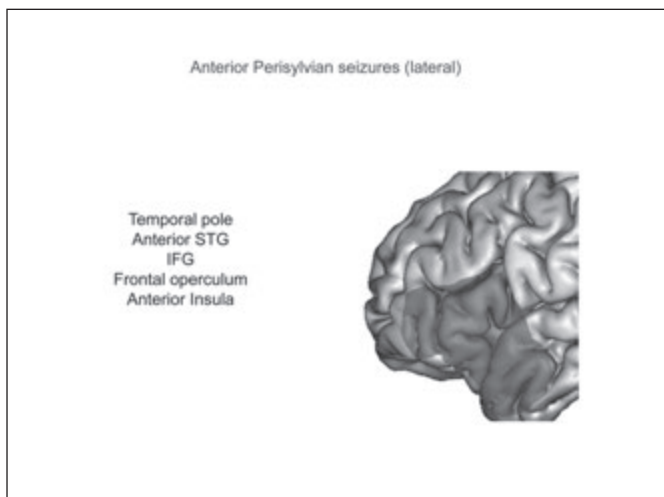 Anterior Perisylvian seizures (lateral)
Temporal pole
Anterior STG
IFG
Frontal operculum
Anterior Insula